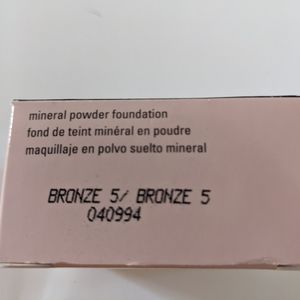 mineral powder foundation
fond de teint minéral en poudre
maquillaje en polvo suelto mineral
BRONZE 5/ BRONZE 5
040994